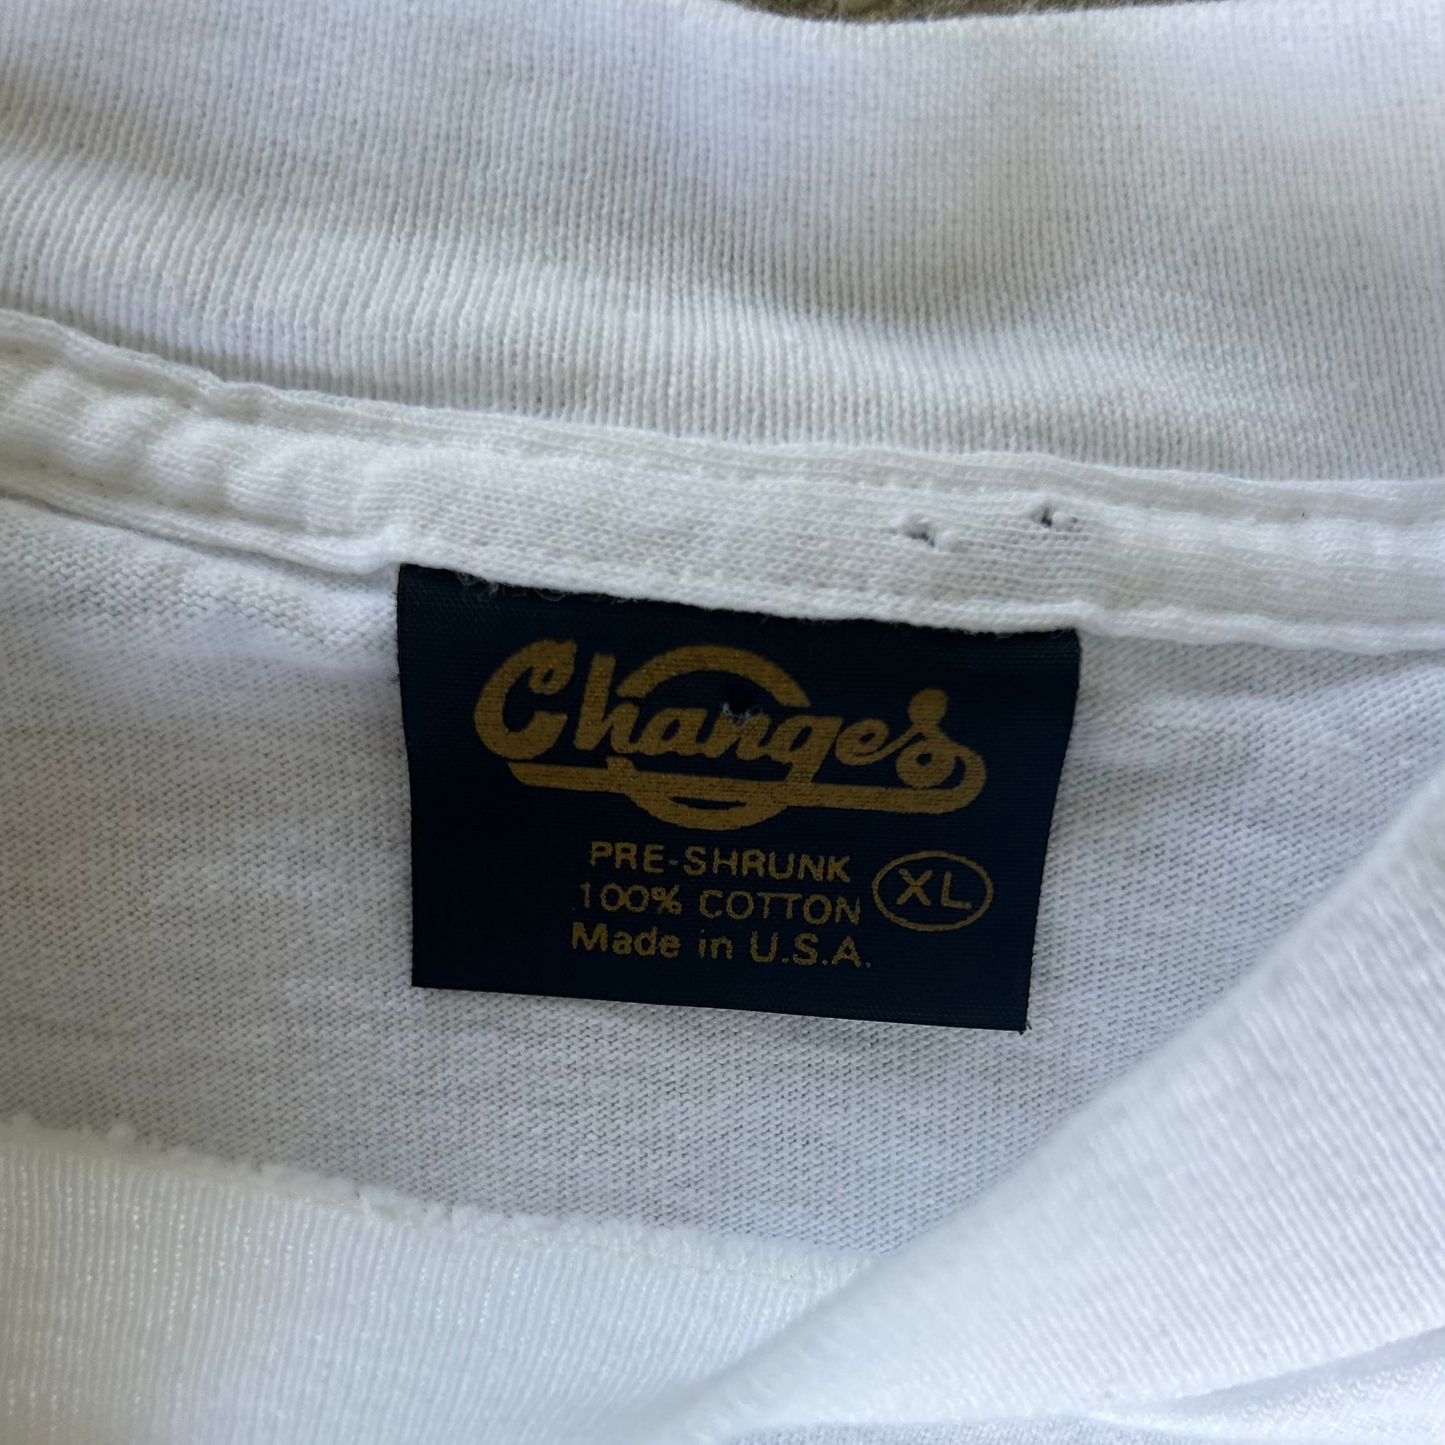 Changes
PRE-SHRUNK
100% COTTON
XL
Made in U.S.A.